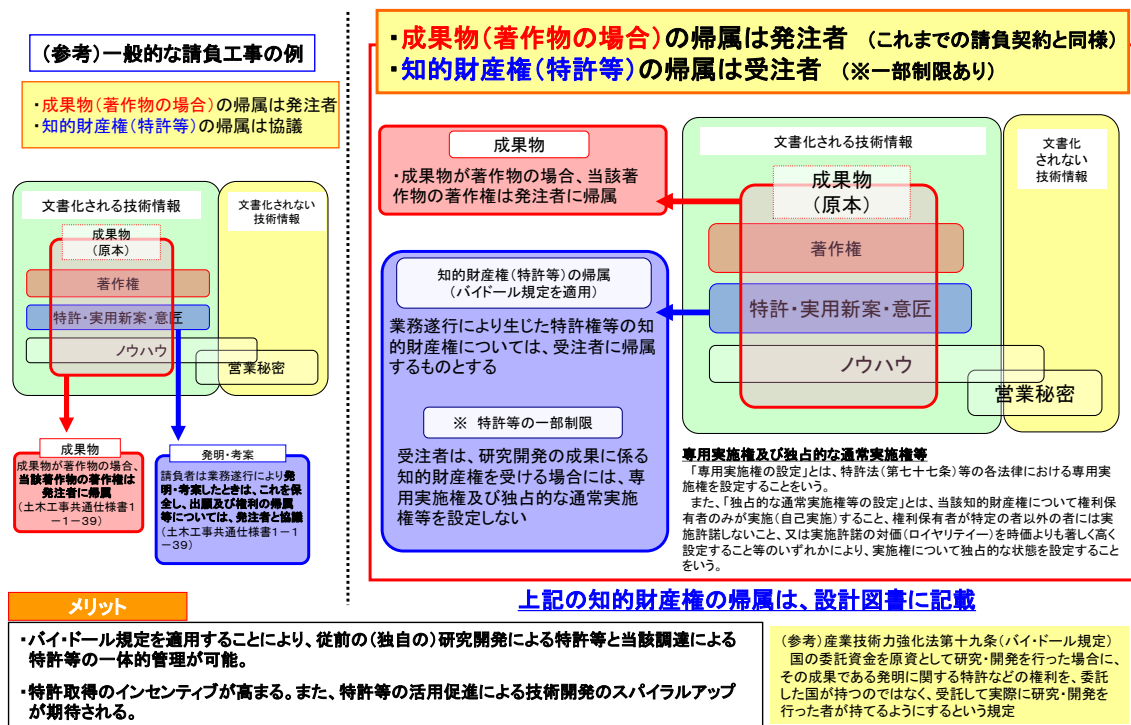 (参考)一般的な請負工事の例
・成果物(著作物の場合)の帰属は発注者
・知的財産権(特許等)の帰属は協議
文書化される技術情報
文書化されない
技術情報
成果物
(原本)
著作権
特許・実用新案・意匠
ノウハウ
営業秘密
成果物
成果物が著作物の場合、
当該著作物の著作権は
発注者に帰属
(土木工事共通仕様書1
-1-39)
発明・考案
請負者は業務遂行により発
明・考案したときは、これを保
全し、出願及び権利の帰属
等については、発注者と協議
(土木工事共通仕様書1-1
-39)
・成果物(著作物の場合)の帰属は発注者 (これまでの請負契約と同様)
・知的財産権(特許等)の帰属は受注者 (※一部制限あり)
成果物
・成果物が著作物の場合、当該著
作物の著作権は発注者に帰属
知的財産権(特許等)の帰属
(バイドール規定を適用)
業務遂行により生じた特許権等の知
的財産権については、受注者に帰属
するものとする
※ 特許等の一部制限
受注者は、研究開発の成果に係る
知的財産権を受ける場合には、専
用実施権及び独占的な通常実施
権等を設定しない
文書化される技術情報
文書化
されない
技術情報
成果物
(原本)
著作権
特許・実用新案・意匠
ノウハウ
営業秘密
専用実施権及び独占的な通常実施権等
「専用実施権の設定」とは、特許法(第七十七条)等の各法律における専用実
施権を設定することをいう。
また、「独占的な通常実施権等の設定」とは、当該知的財産について権利保
有者のみが実施(自己実施)すること、権利保有者が特定の者以外の者には実
施許諾しないこと、又は実施許諾の対価(ロイヤリテイー)を時価よりも著しく高く
設定すること等のいずれかにより、実施権について独占的な状態を設定すること
をいう。
上記の知的財産権の帰属は、設計図書に記載
メリット
・バイ・ドール規定を適用することにより、従前の(独自の)研究開発による特許等と当該調達による
特許等の一体的管理が可能。
・特許取得のインセンティブが高まる。また、特許等の活用促進による技術開発のスパイラルアップ
が期待される。
(参考)産業技術力強化法第十九条(バイ・ドール規定)
国の委託資金を原資として研究・開発を行った場合に、
その成果である発明に関する特許などの権利を、委託
した国が持つのではなく、受託して実際に研究・開発を
行った者が持てるようにするという規定